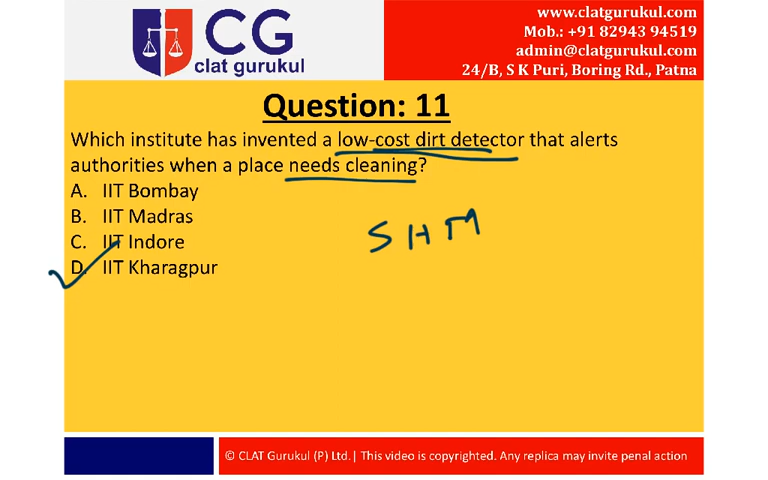 CG
clat gurukul
www.clatgurukul.com
Mob.: +91 82943 94519
admin@clatgurukul.com
24/B, S K Puri, Boring Rd., Patna
Question: 11
Which institute has invented a low-cost dirt detector that alerts
authorities when a place needs cleaning?
A. IIT Bombay
B. IIT Madras
C. IIT Indore
D. IIT Kharagpur
SHM
© CLAT Gurukul (P) Ltd.| This video is copyrighted. Any replica may invite penal action